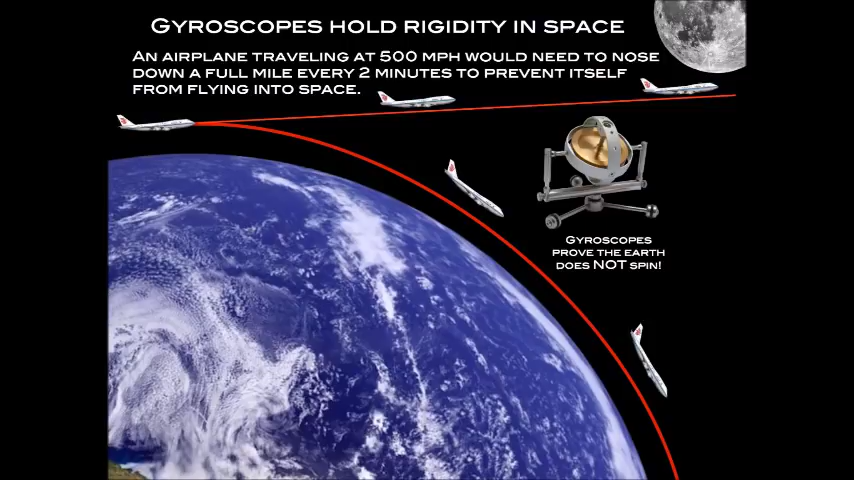 Gyroscopes hold rigidity in space
An airplane traveling at 500 mph would need to nose
down a full mile every 2 minutes to prevent itself
from flying into space.
Gyroscopes
prove the earth
does NOT spin!